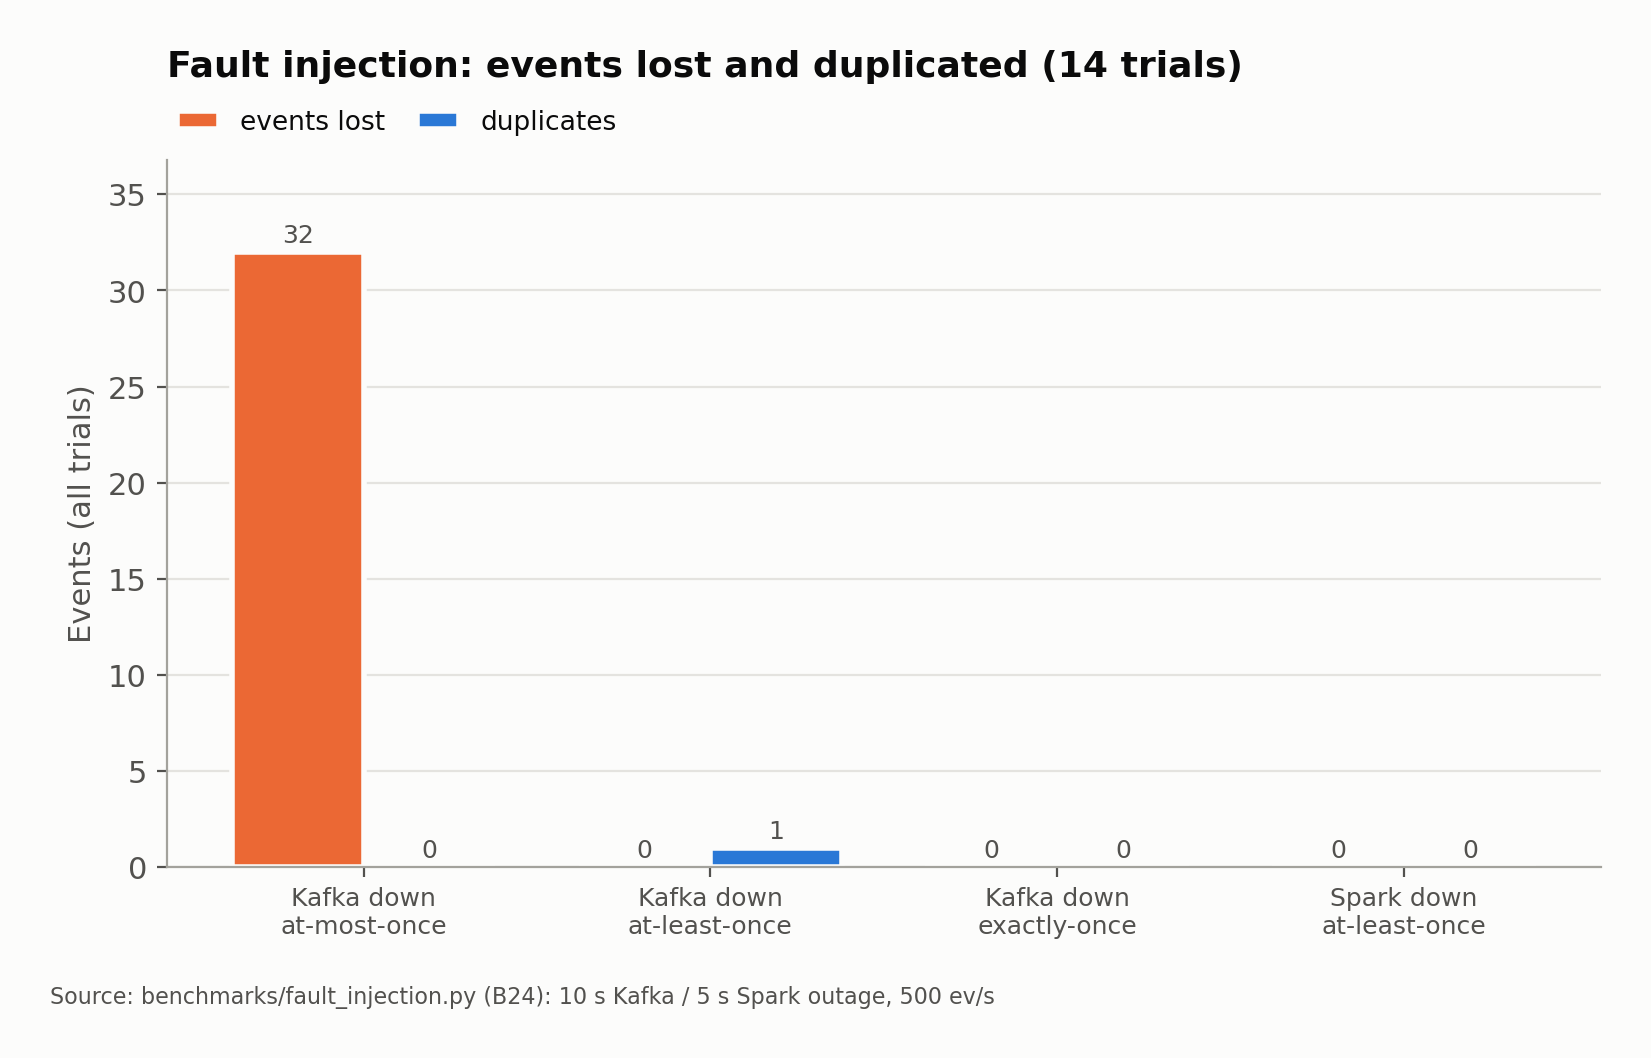 Fault injection: events lost and duplicated (14 trials)
events lost duplicates
Events (all trials)
35
30
25
20
15
10
5
0
32
0
0
1
0
0
0
0
Kafka down
at-most-once
Kafka down
at-least-once
Kafka down
exactly-once
Spark down
at-least-once
Source: benchmarks/fault_injection.py (B24): 10 s Kafka / 5 s Spark outage, 500 ev/s